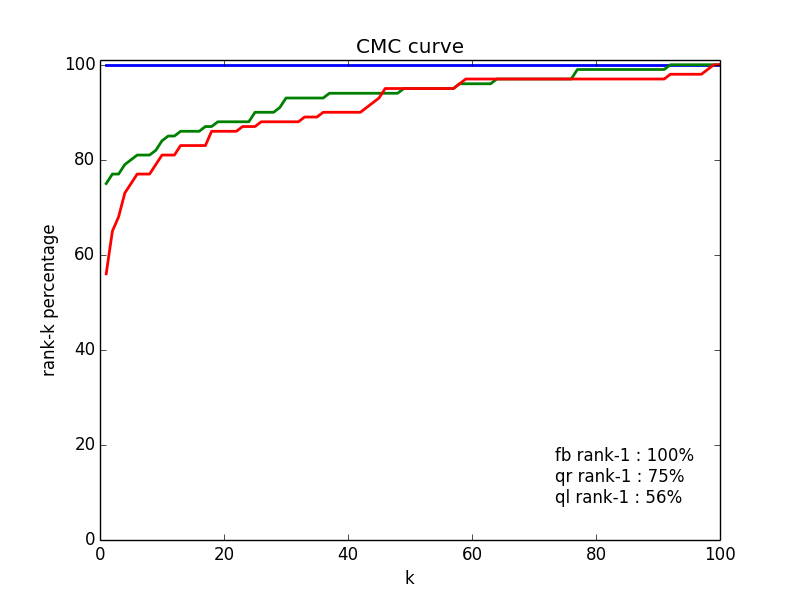 CMC curve
100
80
60
40
20
0
rank-k percentage
fb rank-1 : 100%
qr rank-1 : 75%
ql rank-1 : 56%
0 20 40 60 80 100
k